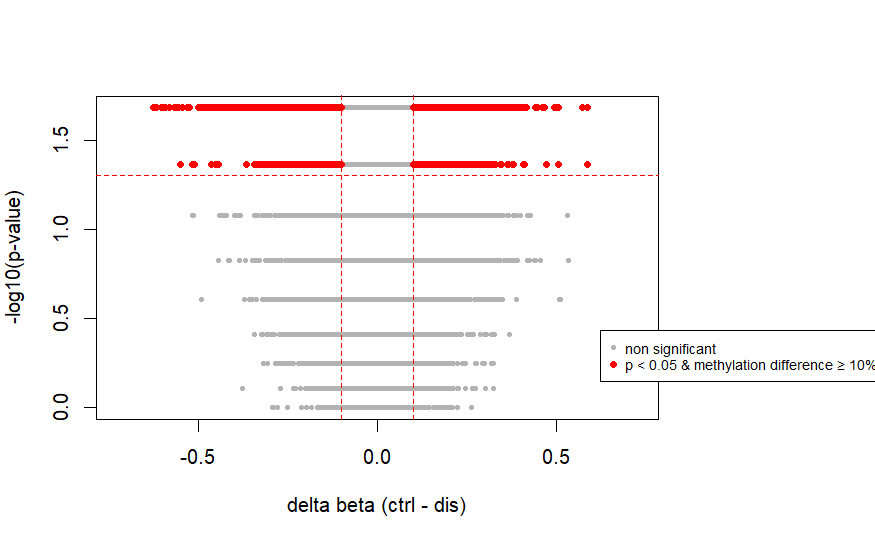 1.5
1.0
0.5
0.0
-log10(p-value)
non significant
p < 0.05 & methylation difference ≥ 10%
-0.5
0.0
0.5
delta beta (ctrl - dis)